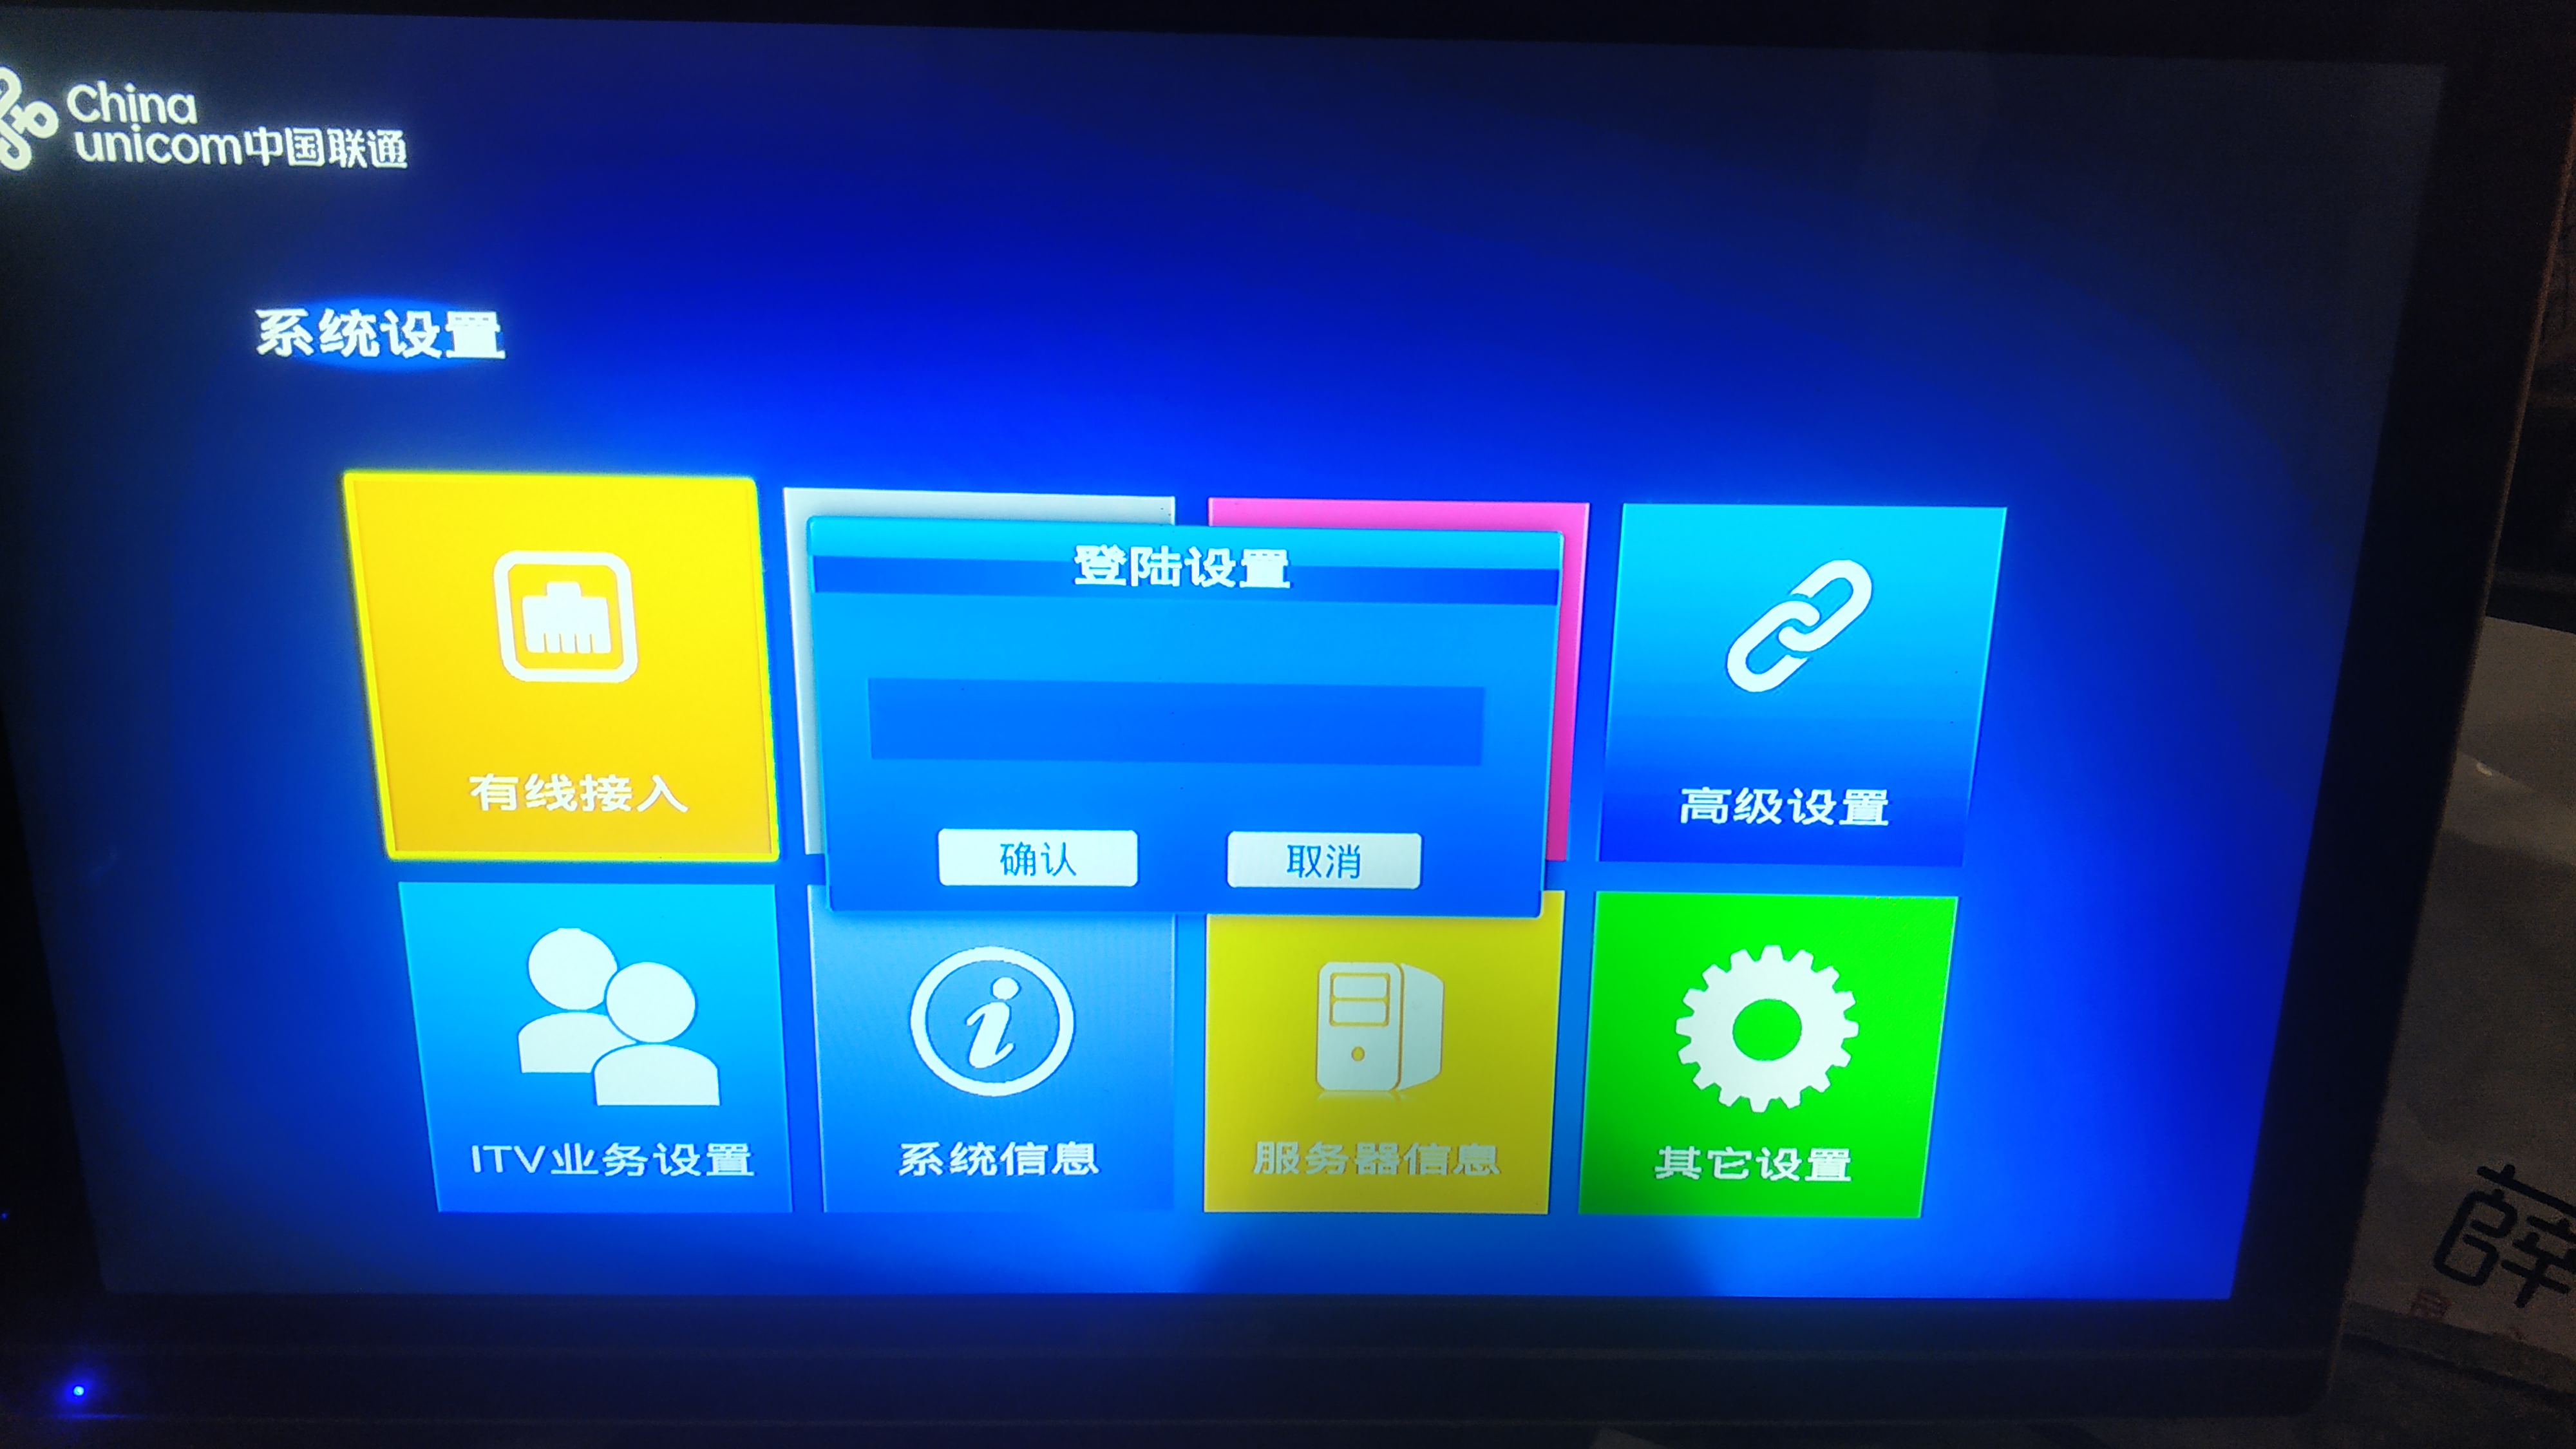 China
unicom中国联通
系统设置
登陆设置
有线接入
高级设置
确认
取消
ITV业务设置
系统信息
服务器信息
其它设置
薛